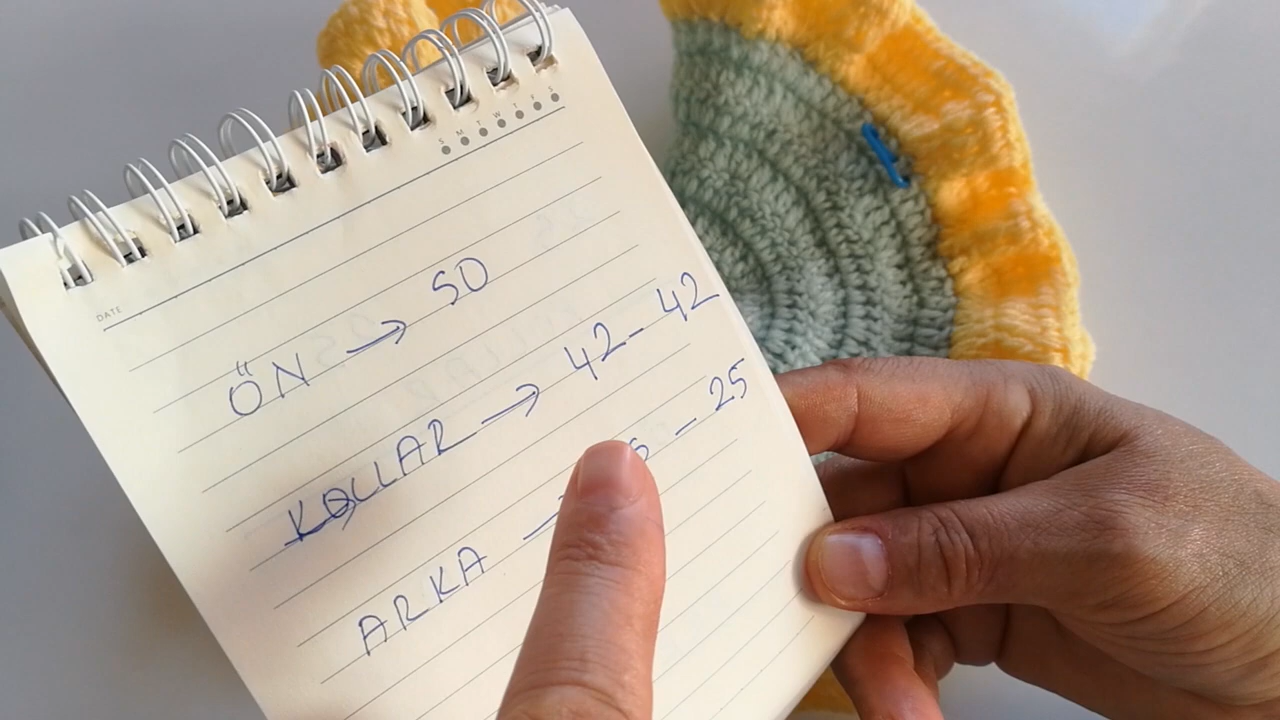 DATE
S M T W T F S
ÖN → 50
KOLLAR → 42-42
ARKA → - 25